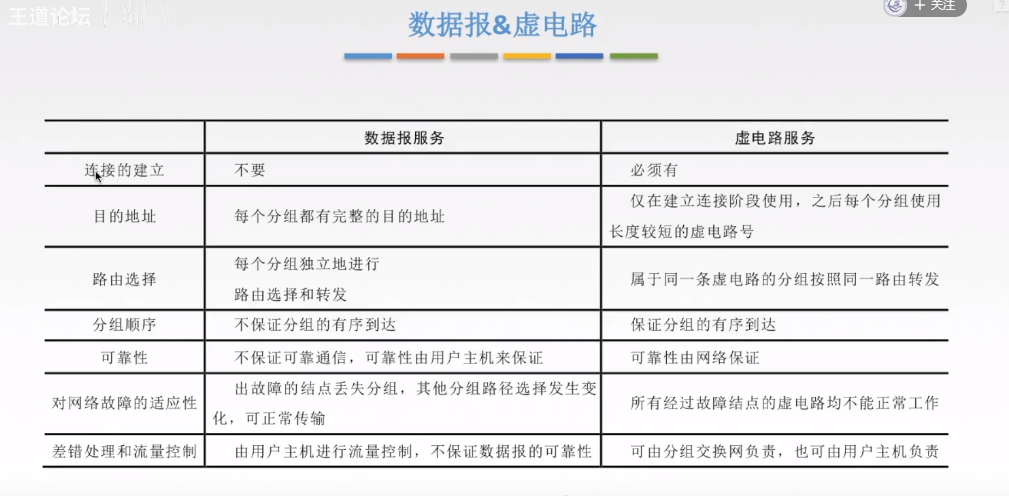 王道论坛
+ 关注
数据报&虚电路
数据报服务 虚电路服务
连接的建立 不要 必须有
目的地址 每个分组都有完整的目的地址 仅在建立连接阶段使用，之后每个分组使用
长度较短的虚电路号
路由选择 每个分组独立地进行
路由选择和转发 属于同一条虚电路的分组按照同一路由转发
分组顺序 不保证分组的有序到达 保证分组的有序到达
可靠性 不保证可靠通信，可靠性由用户主机来保证 可靠性由网络保证
对网络故障的适应性 出故障的结点丢失分组，其他分组路径选择发生变
化，可正常传输 所有经过故障结点的虚电路均不能正常工作
差错处理和流量控制 由用户主机进行流量控制，不保证数据报的可靠性 可由分组交换网负责，也可由用户主机负责